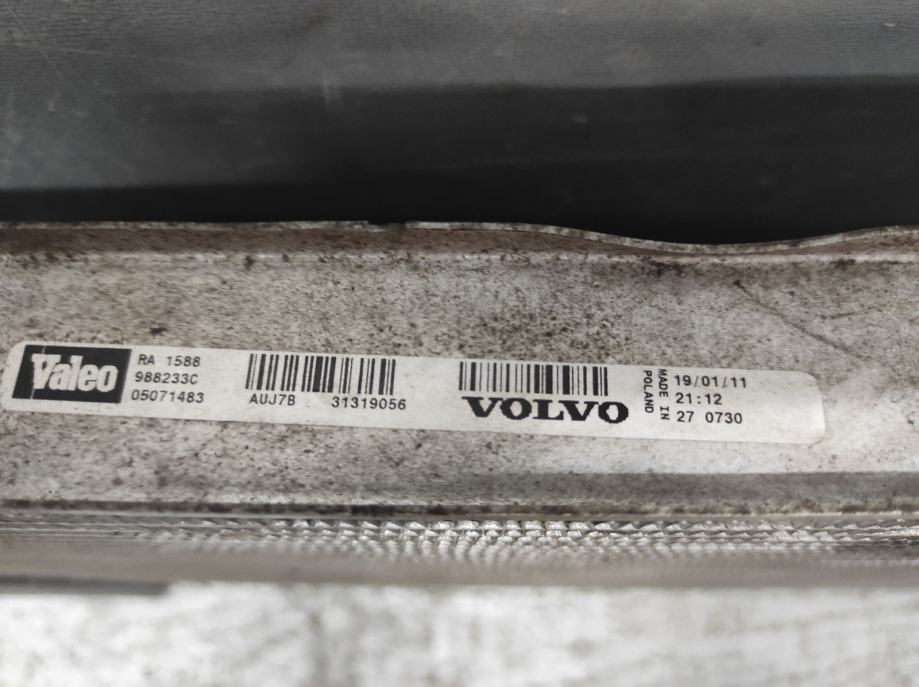 Valeo
RA 1588
988233C
05071483
AUJ7B 31319056
VOLVO
MADE IN
POLAND
19/01/11
21:12
27 0730